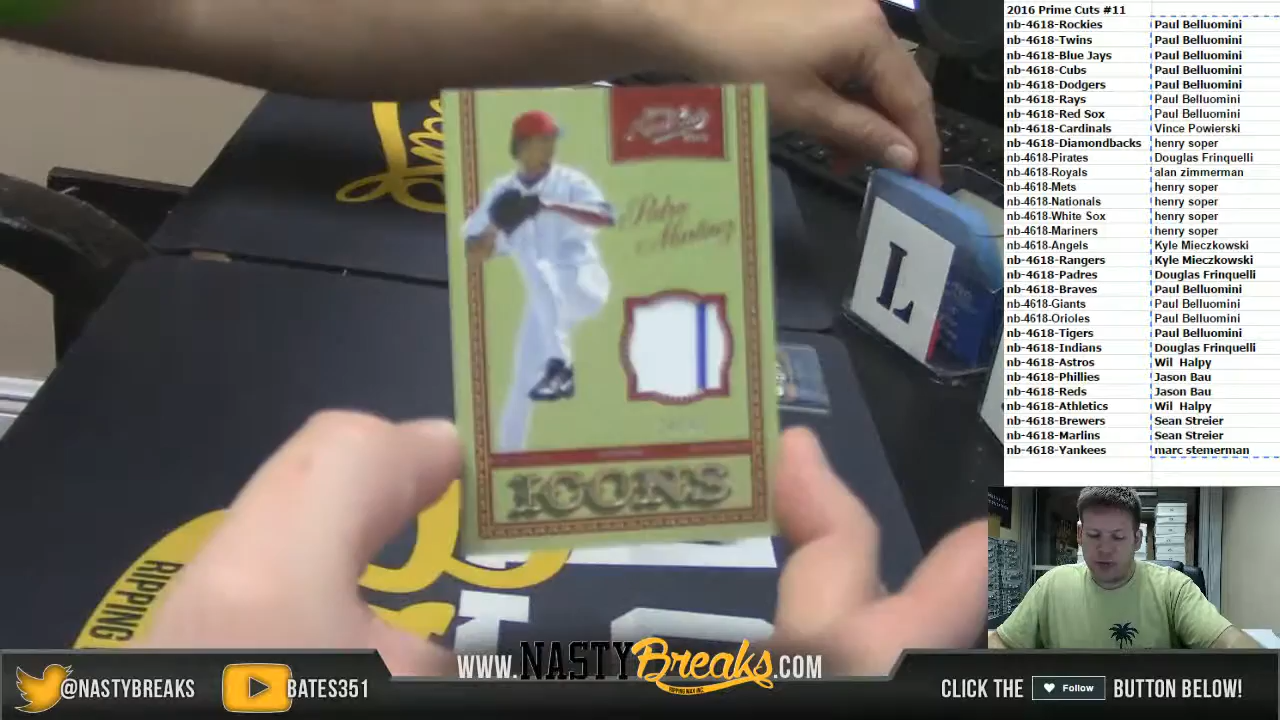 2016 Prime Cuts #11
nb-4618-Rockies Paul Belluomini
nb-4618-Twins Paul Belluomini
nb-4618-Blue Jays Paul Belluomini
nb-4618-Cubs Paul Belluomini
nb-4618-Dodgers Paul Belluomini
nb-4618-Rays Paul Belluomini
nb-4618-Red Sox Paul Belluomini
nb-4618-Cardinals Vince Powierski
nb-4618-Diamondbacks henry soper
nb-4618-Pirates Douglas Frinquelli
nb-4618-Royals alan zimmerman
nb-4618-Mets henry soper
nb-4618-Nationals henry soper
nb-4618-White Sox henry soper
nb-4618-Mariners henry soper
nb-4618-Angels Kyle Mieczkowski
nb-4618-Rangers Kyle Mieczkowski
nb-4618-Padres Douglas Frinquelli
nb-4618-Braves Paul Belluomini
nb-4618-Giants Paul Belluomini
nb-4618-Orioles Paul Belluomini
nb-4618-Tigers Paul Belluomini
nb-4618-Indians Douglas Frinquelli
nb-4618-Astros Wil Halpy
nb-4618-Phillies Jason Bau
nb-4618-Reds Jason Bau
nb-4618-Athletics Wil Halpy
nb-4618-Brewers Sean Streier
nb-4618-Marlins Sean Streier
nb-4618-Yankees marc stemerman
Pedro
Martinez
L
ICONS
RIPPING
@NASTYBREAKS
BATES351
WWW.NASTYBreaks.COM
RIPPING WAX INC.
CLICK THE Follow BUTTON BELOW!